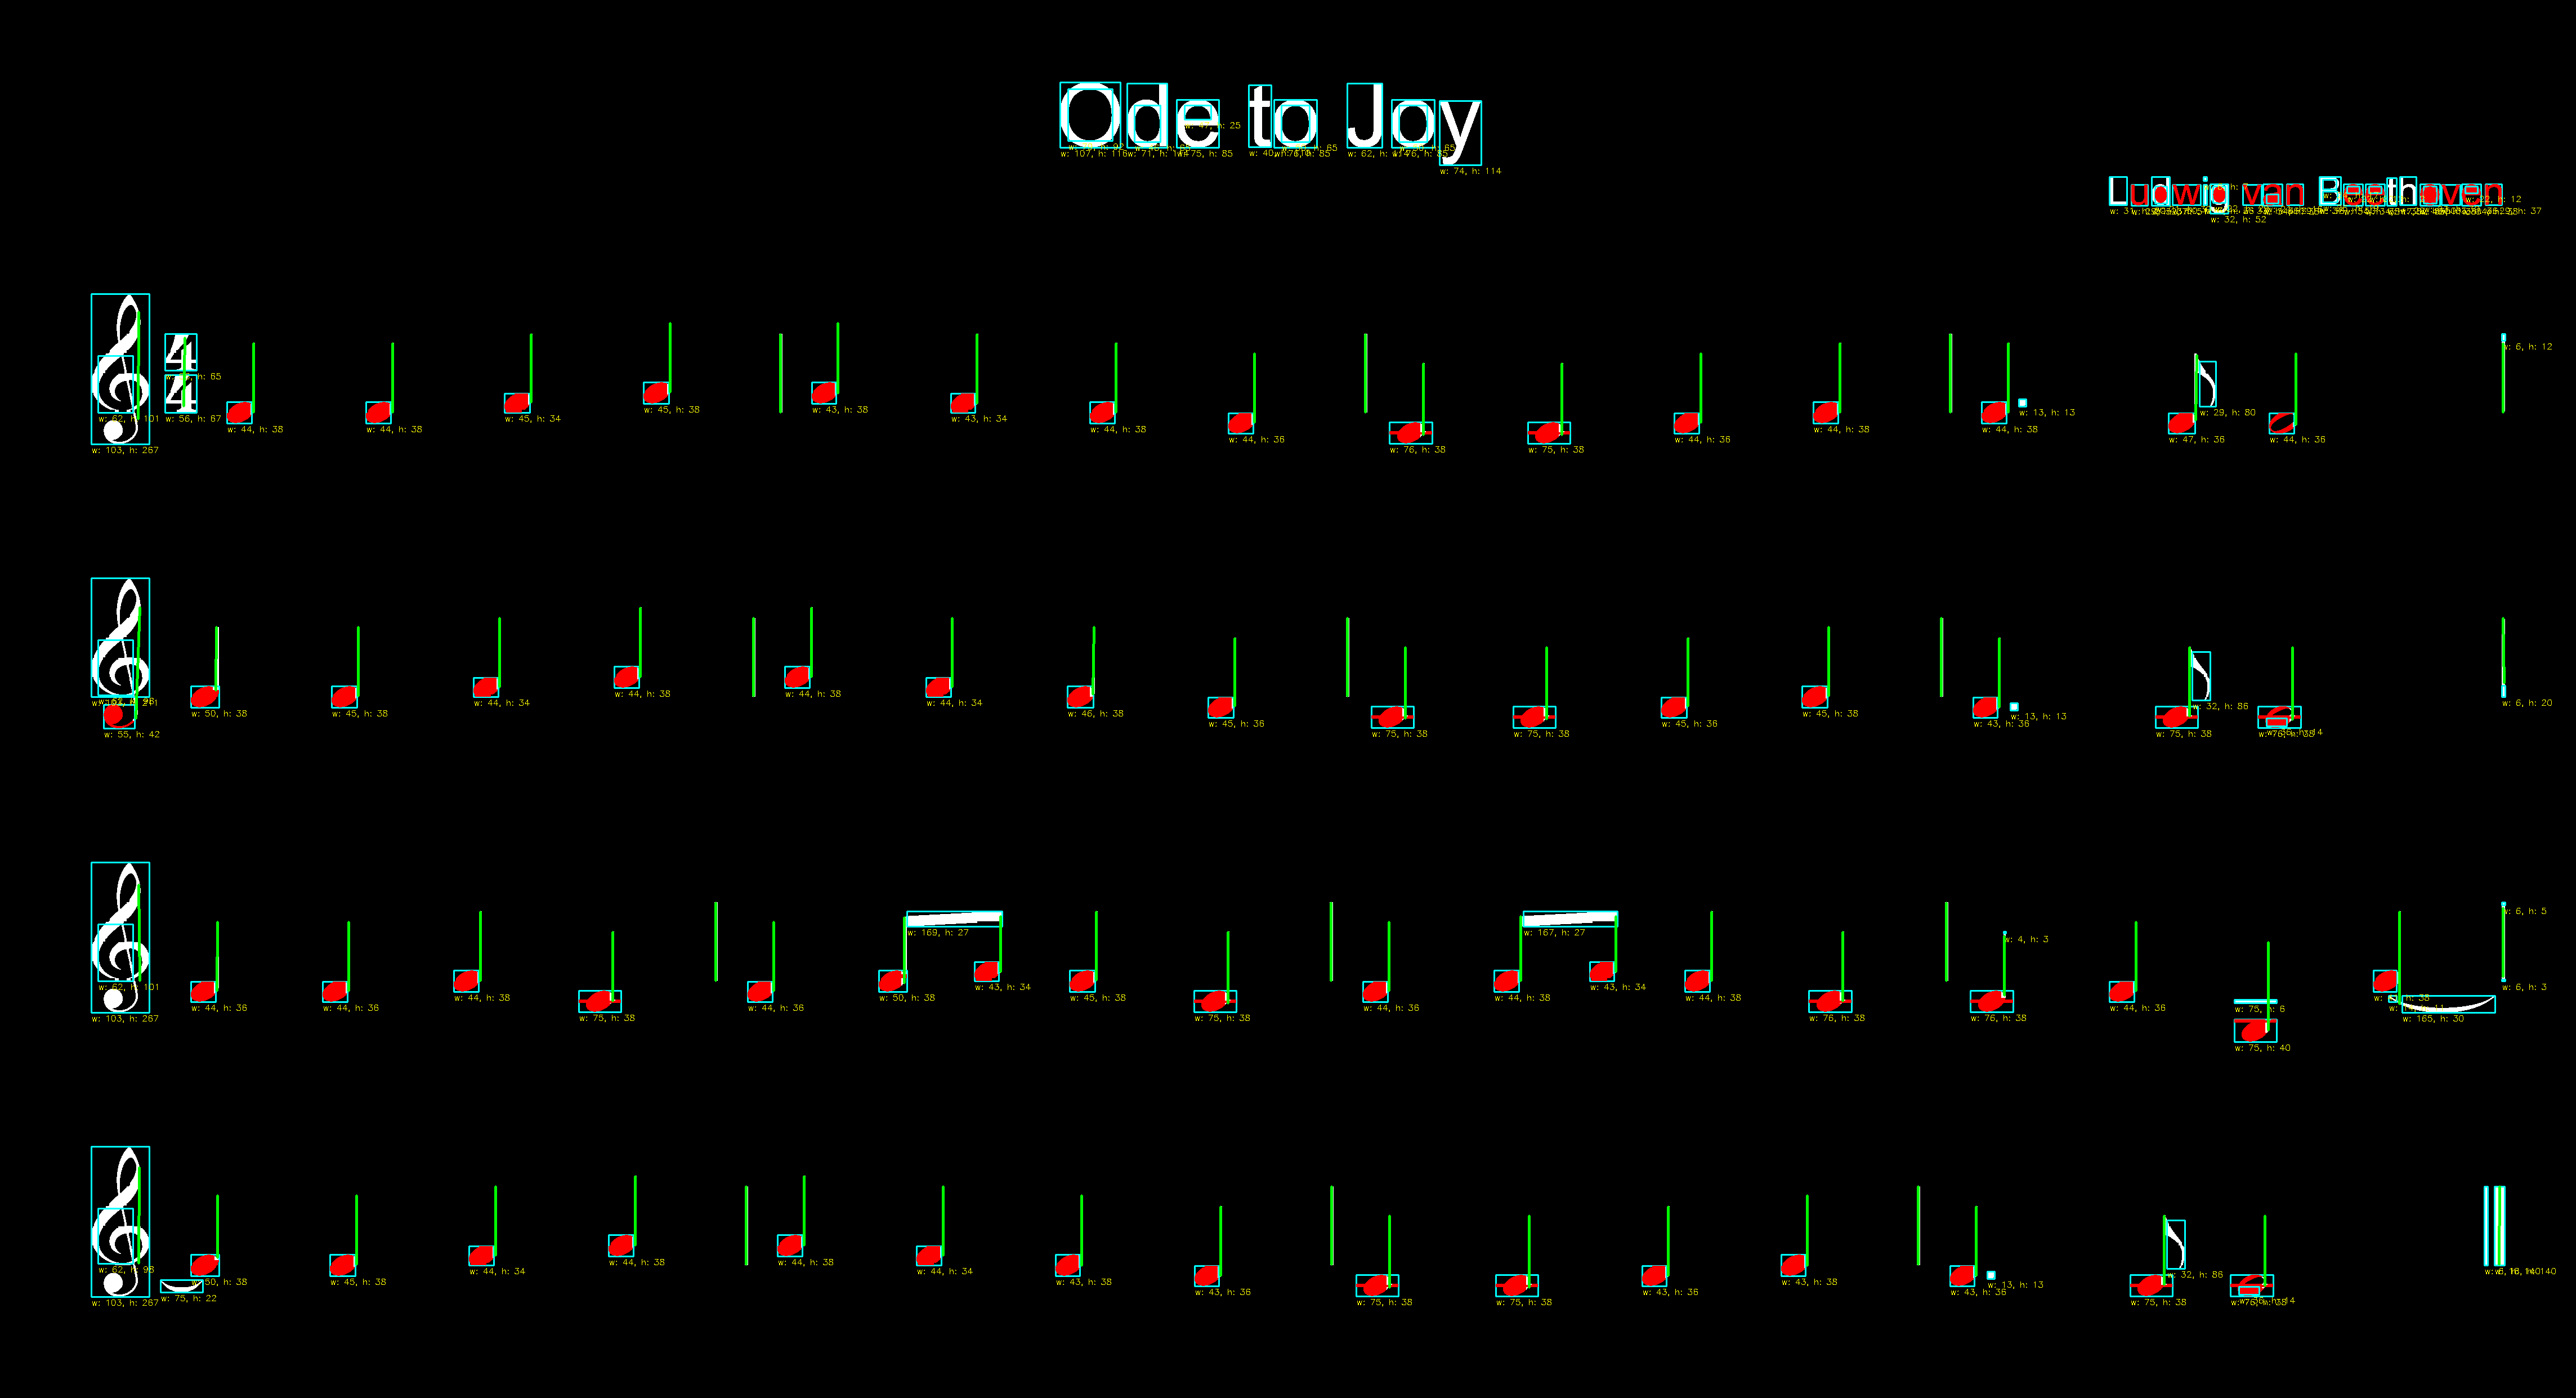 Ode to Joy
Ludwig van Beethoven
w: 107, h: 116
w: 75, h: 85
w: 62, h: 114
w: 74, h: 114
w: 32, h: 52
4
w: 56, h: 67
4
w: 62, h: 101
w: 103, h: 267
w: 44, h: 38 w: 44, h: 38 w: 45, h: 34 w: 45, h: 38 w: 43, h: 38 w: 43, h: 34 w: 44, h: 38 w: 44, h: 36 w: 76, h: 38 w: 75, h: 38 w: 44, h: 36 w: 44, h: 38 w: 44, h: 38 w: 13, h: 13 w: 47, h: 36 w: 29, h: 80 w: 44, h: 36 w: 6, h: 12
w: 55, h: 42 w: 50, h: 38 w: 45, h: 38 w: 44, h: 34 w: 44, h: 38 w: 44, h: 38 w: 44, h: 34 w: 46, h: 38 w: 45, h: 36 w: 75, h: 38 w: 75, h: 38 w: 45, h: 36 w: 45, h: 38 w: 43, h: 36 w: 13, h: 13 w: 75, h: 38 w: 32, h: 86 w: 6, h: 20
w: 62, h: 101
w: 103, h: 267
w: 44, h: 36 w: 44, h: 36 w: 44, h: 38 w: 75, h: 38 w: 44, h: 36 w: 50, h: 38 w: 169, h: 27 w: 43, h: 34 w: 45, h: 38 w: 75, h: 38 w: 44, h: 36 w: 44, h: 38 w: 167, h: 27 w: 43, h: 34 w: 44, h: 38 w: 76, h: 38 w: 76, h: 38 w: 4, h: 3 w: 44, h: 36 w: 75, h: 6 w: 75, h: 40 w: 165, h: 30 w: 6, h: 5 w: 6, h: 3
w: 62, h: 98
w: 103, h: 267
w: 75, h: 22 w: 50, h: 38 w: 45, h: 38 w: 44, h: 34 w: 44, h: 38 w: 44, h: 38 w: 44, h: 34 w: 43, h: 38 w: 43, h: 36 w: 75, h: 38 w: 75, h: 38 w: 43, h: 36 w: 43, h: 38 w: 43, h: 36 w: 13, h: 13 w: 75, h: 38 w: 32, h: 86